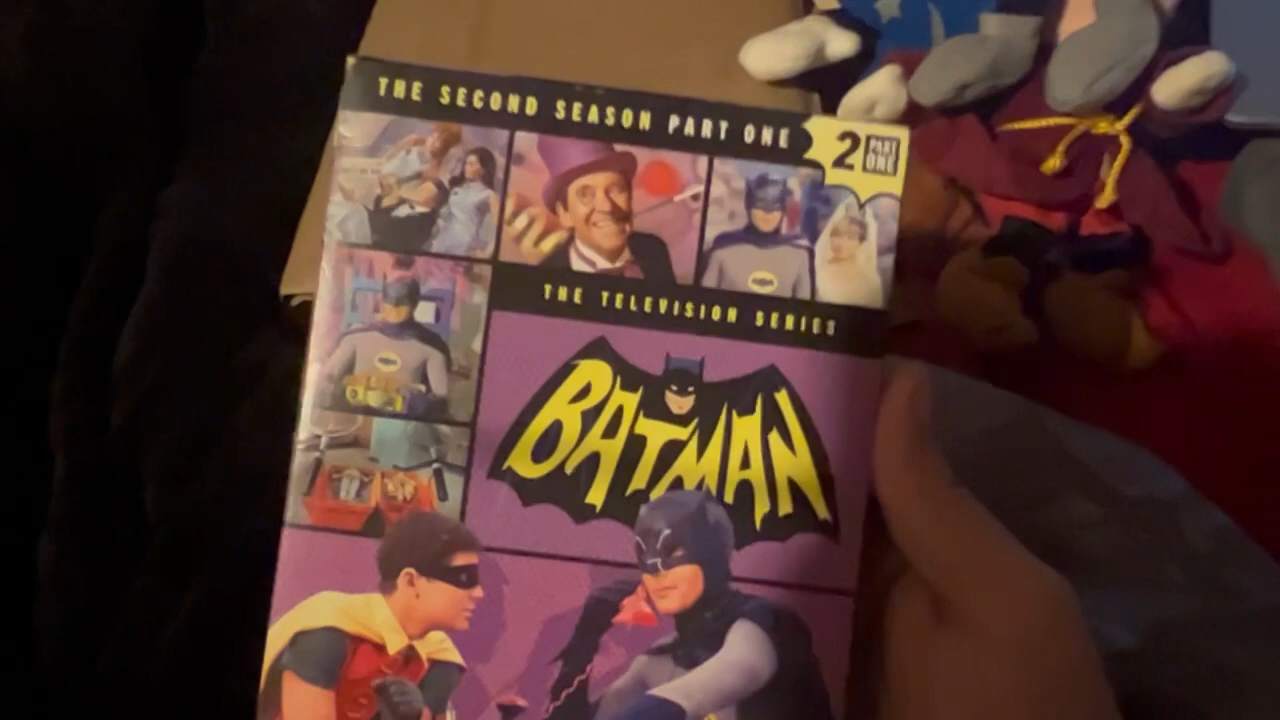 THE SECOND SEASON PART ONE
2 PART ONE
THE TELEVISION SERIES
BATMAN